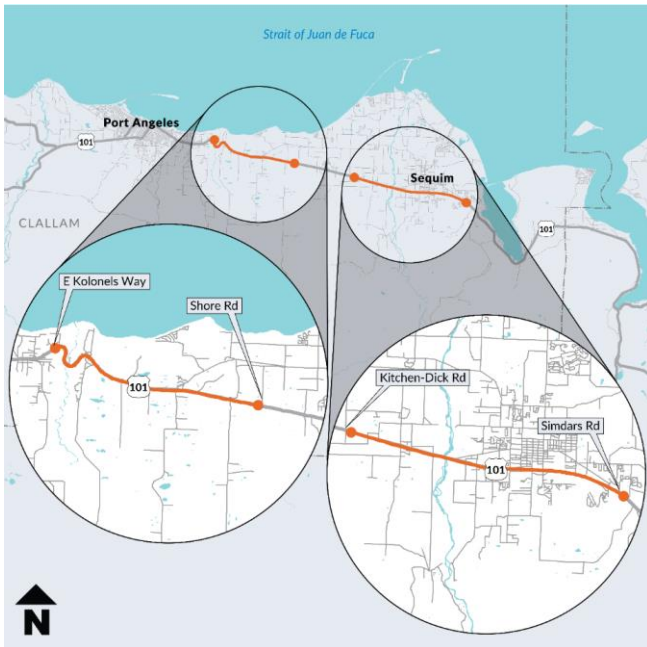 Strait of Juan de Fuca
Port Angeles
101
Sequim
CLALLAM
101
E Kolonels Way
Shore Rd
101
Kitchen-Dick Rd
Simdars Rd
101
N